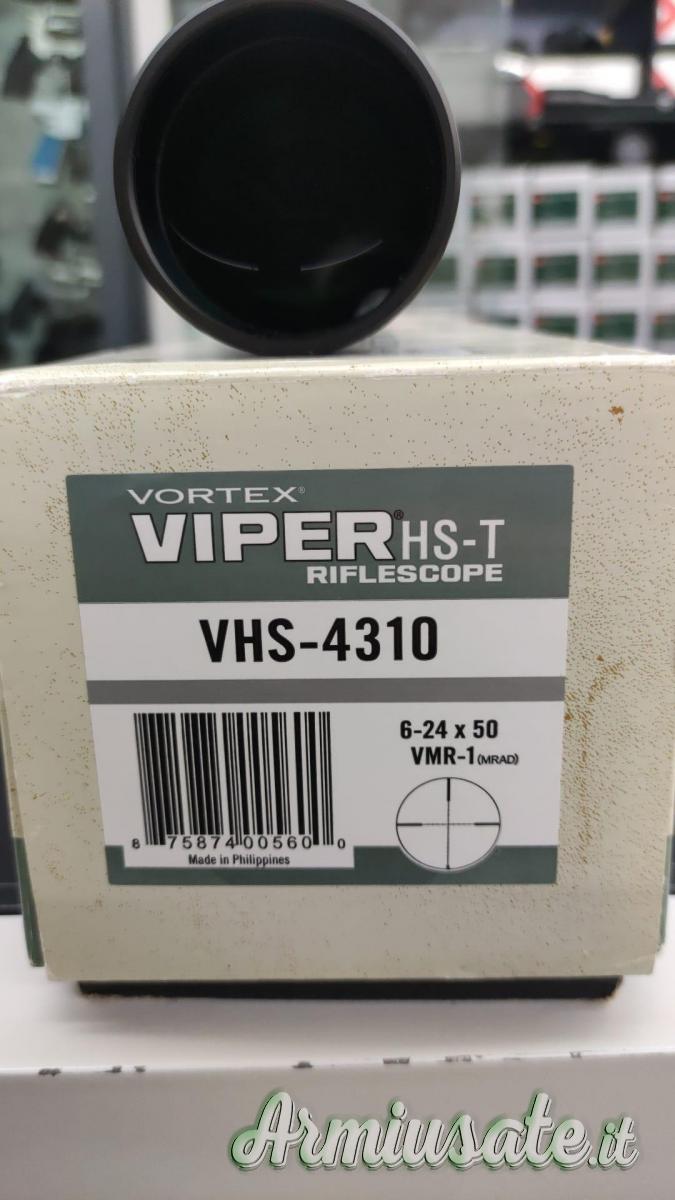 VORTEX®
VIPER® HS-T
RIFLESCOPE
VHS-4310
6-24 x 50
VMR-1 (MRAD)
8 75874 00560 0
Made in Philippines
Armiusate.it